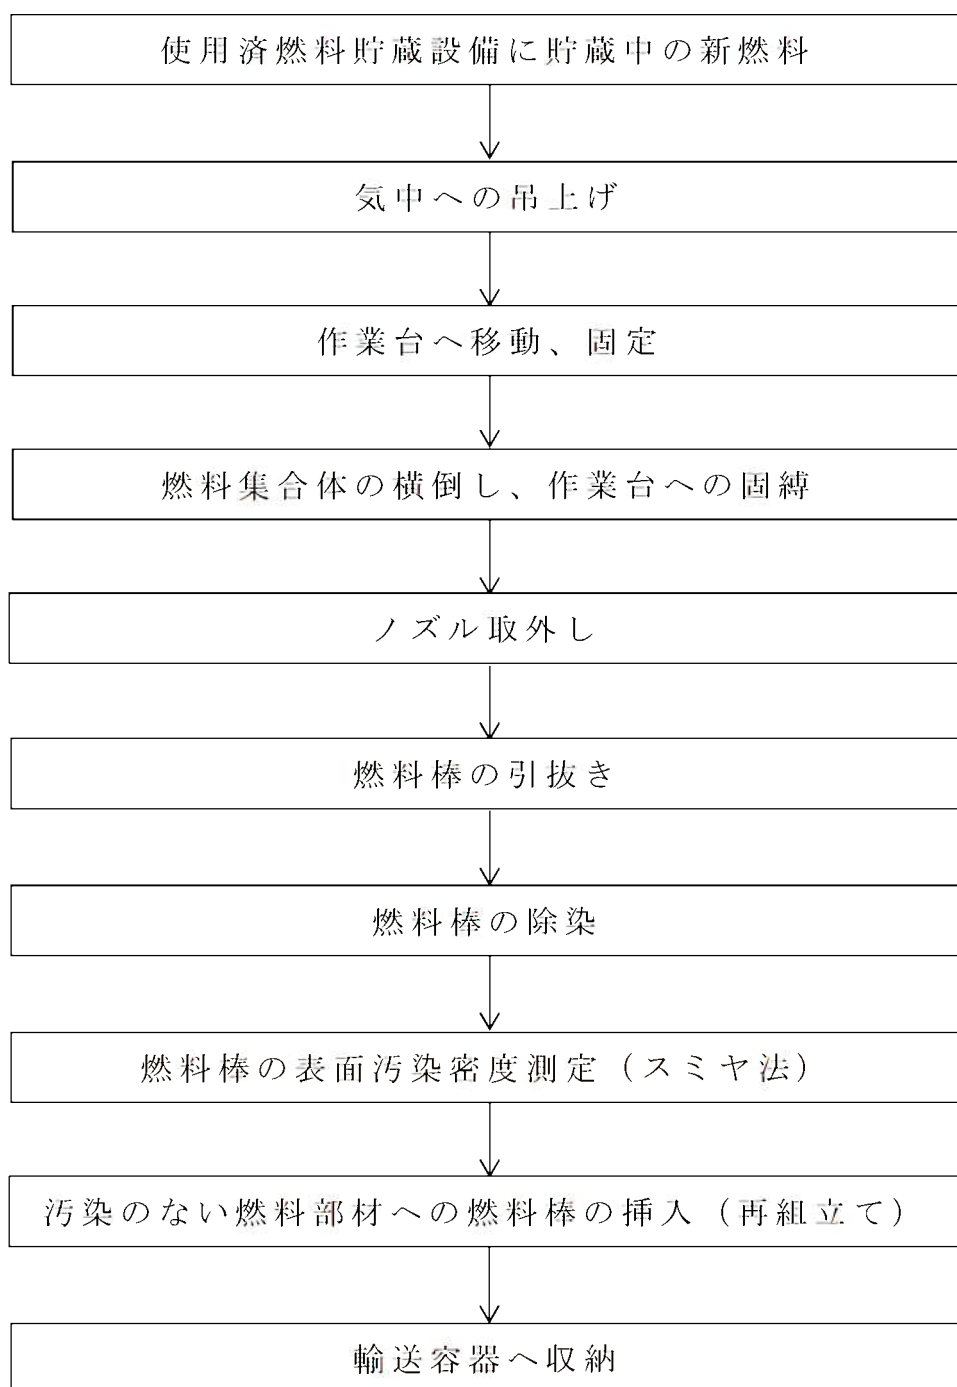 使用済燃料貯蔵設備に貯蔵中の新燃料
気中への吊上げ
作業台へ移動、固定
燃料集合体の横倒し、作業台への固縛
ノズル取外し
燃料棒の引抜き
燃料棒の除染
燃料棒の表面汚染密度測定（スミヤ法）
汚染のない燃料部材への燃料棒の挿入（再組立て）
輸送容器へ収納